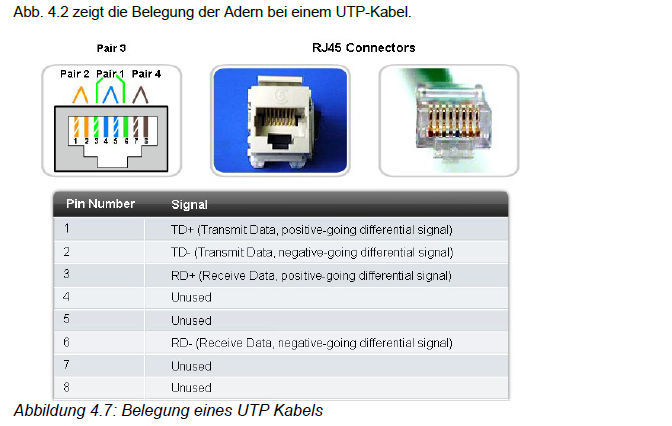 Abb. 4.2 zeigt die Belegung der Adern bei einem UTP-Kabel.
Pair 3
RJ45 Connectors
Pair 2 Pair 1 Pair 4
1 2 3 4 5 6 7 8
Pin Number Signal
1 TD+ (Transmit Data, positive-going differential signal)
2 TD- (Transmit Data, negative-going differential signal)
3 RD+ (Receive Data, positive-going differential signal)
4 Unused
5 Unused
6 RD- (Receive Data, negative-going differential signal)
7 Unused
8 Unused
Abbildung 4.7: Belegung eines UTP Kabels